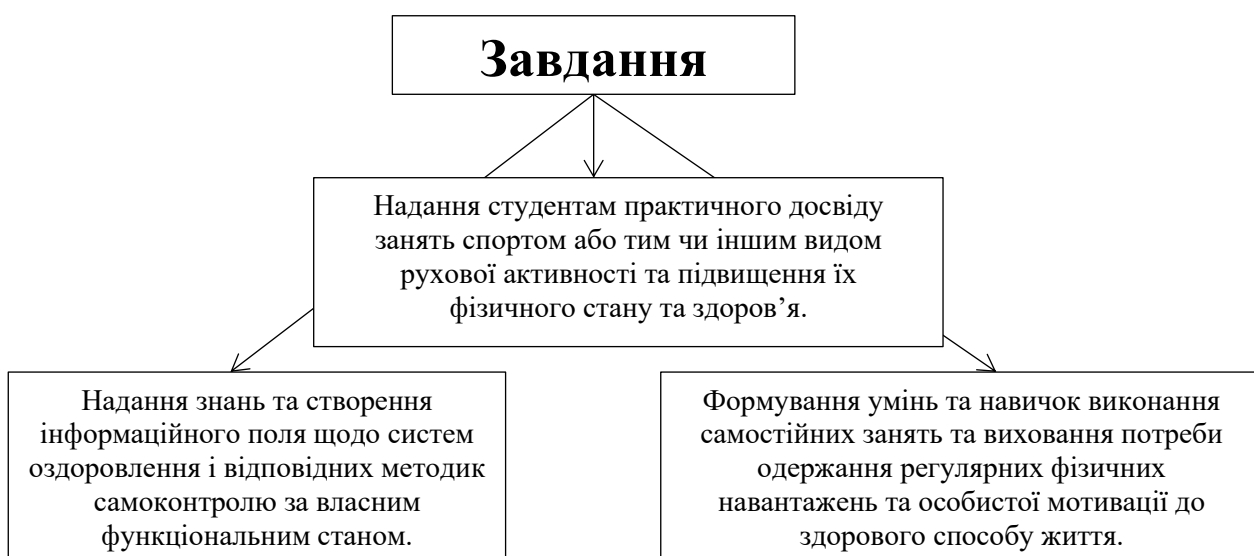 Завдання
Надання студентам практичного досвіду
занять спортом або тим чи іншим видом
рухової активності та підвищення їх
фізичного стану та здоров’я.
Надання знань та створення
інформаційного поля щодо систем
оздоровлення і відповідних методик
самоконтролю за власним
функціональним станом.
Формування умінь та навичок виконання
самостійних занять та виховання потреби
одержання регулярних фізичних
навантажень та особистої мотивації до
здорового способу життя.